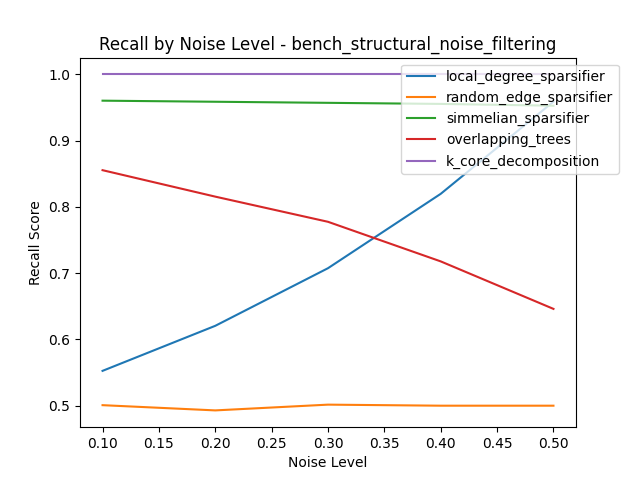 Recall by Noise Level - bench_structural_noise_filtering
local_degree_sparsifier
random_edge_sparsifier
simmelian_sparsifier
overlapping_trees
k_core_decomposition
Recall Score
1.0
0.9
0.8
0.7
0.6
0.5
0.10 0.15 0.20 0.25 0.30 0.35 0.40 0.45 0.50
Noise Level